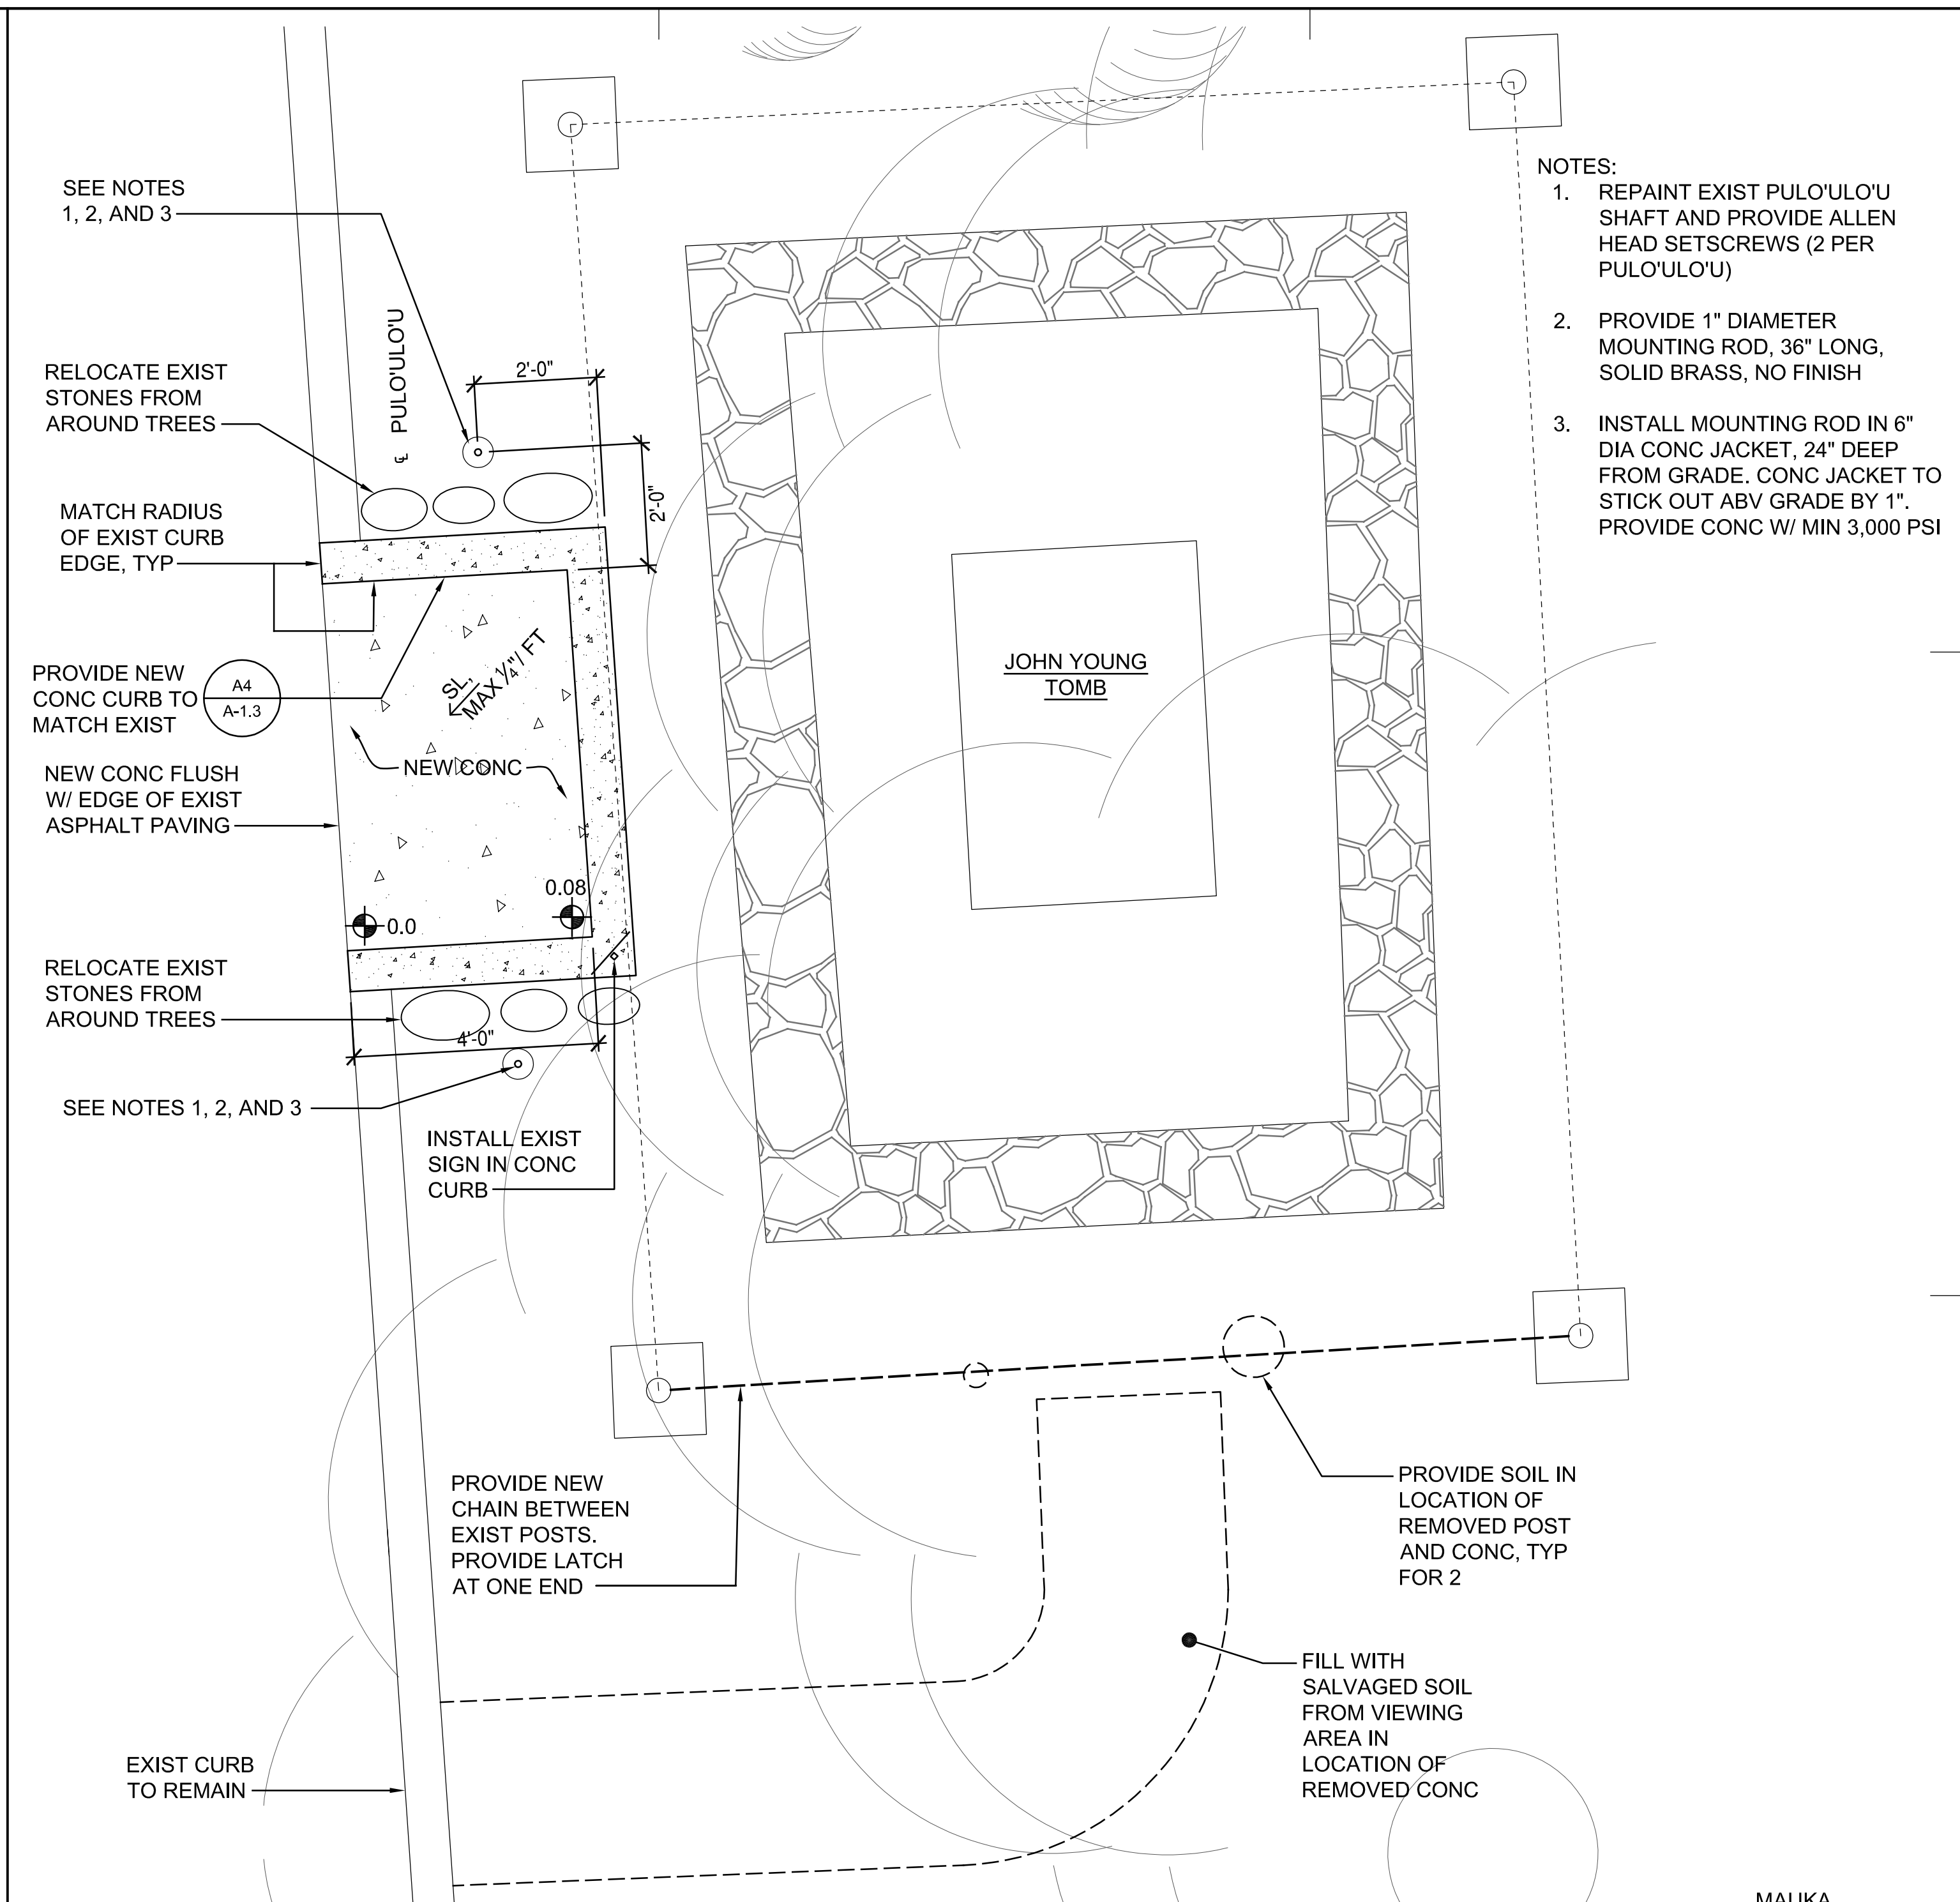 SEE NOTES
1, 2, AND 3
PULO'ULO'U
2'-0"
2'-0"
RELOCATE EXIST
STONES FROM
AROUND TREES
MATCH RADIUS
OF EXIST CURB
EDGE, TYP
PROVIDE NEW
CONC CURB TO
MATCH EXIST
A4
A-1.3
SL,
MAX ¼"/ FT
NEW CONC
NEW CONC FLUSH
W/ EDGE OF EXIST
ASPHALT PAVING
0.08
0.0
RELOCATE EXIST
STONES FROM
AROUND TREES
4'-0"
SEE NOTES 1, 2, AND 3
INSTALL EXIST
SIGN IN CONC
CURB
JOHN YOUNG
TOMB
NOTES:
1. REPAINT EXIST PULO'ULO'U
SHAFT AND PROVIDE ALLEN
HEAD SETSCREWS (2 PER
PULO'ULO'U)
2. PROVIDE 1" DIAMETER
MOUNTING ROD, 36" LONG,
SOLID BRASS, NO FINISH
3. INSTALL MOUNTING ROD IN 6"
DIA CONC JACKET, 24" DEEP
FROM GRADE. CONC JACKET TO
STICK OUT ABV GRADE BY 1".
PROVIDE CONC W/ MIN 3,000 PSI
PROVIDE NEW
CHAIN BETWEEN
EXIST POSTS.
PROVIDE LATCH
AT ONE END
PROVIDE SOIL IN
LOCATION OF
REMOVED POST
AND CONC, TYP
FOR 2
FILL WITH
SALVAGED SOIL
FROM VIEWING
AREA IN
LOCATION OF
REMOVED CONC
EXIST CURB
TO REMAIN
MAUKA